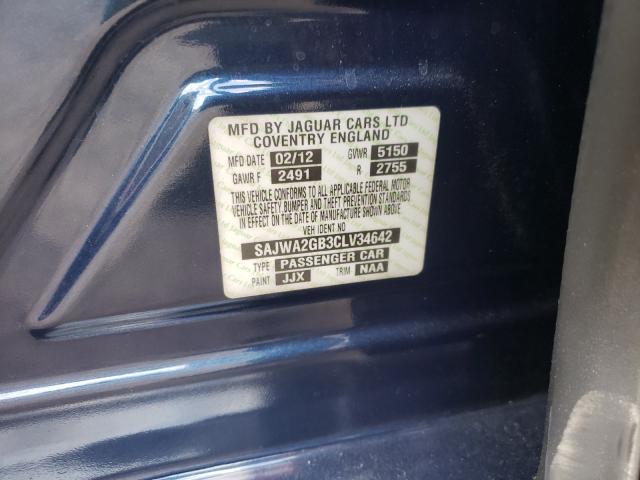 MFD BY JAGUAR CARS LTD
COVENTRY ENGLAND
MFD DATE 02/12 GVWR 5150
GAWR F 2491 R 2755
THIS VEHICLE CONFORMS TO ALL APPLICABLE FEDERAL MOTOR
VEHICLE SAFETY BUMPER AND THEFT PREVENTION STANDARDS
IN EFFECT ON THE DATE OF MANUFACTURE SHOWN ABOVE
VEH IDENT NO
SAJWA2GB3CLV34642
TYPE PASSENGER CAR
PAINT JJX TRIM NAA